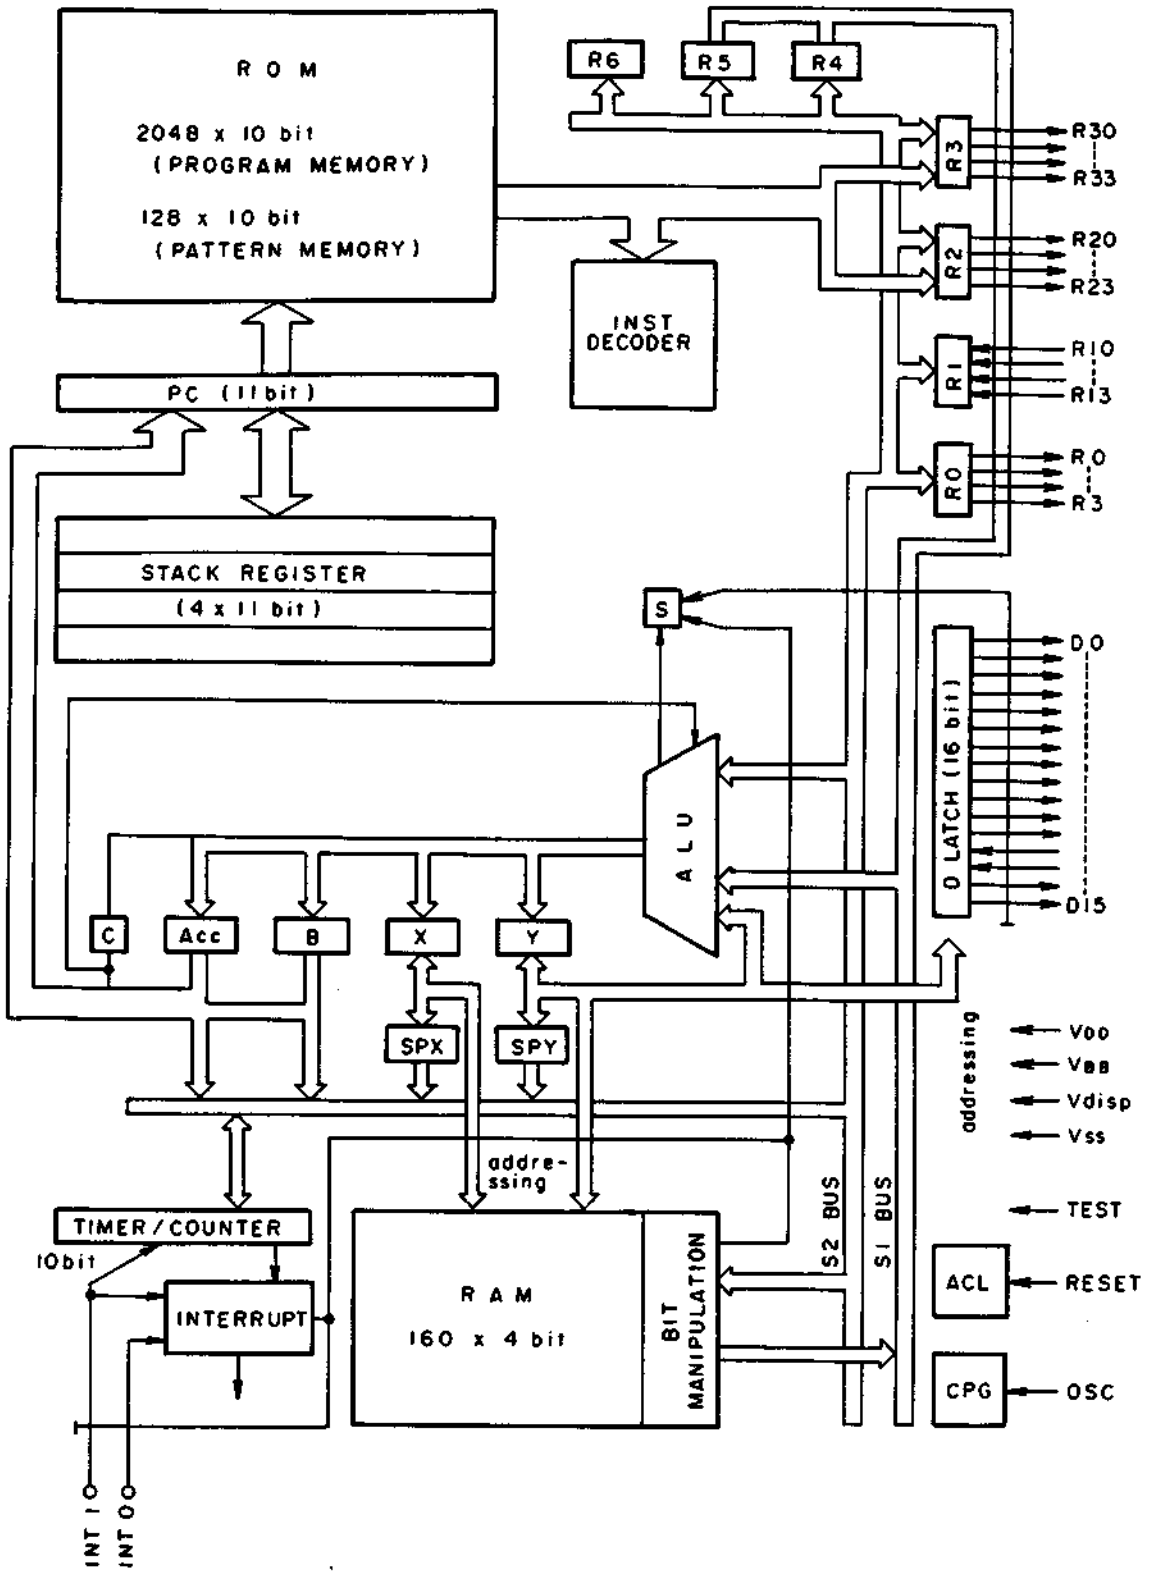 ROM
2048 x 10 bit
(PROGRAM MEMORY)
128 x 10 bit
(PATTERN MEMORY)
R6
R5
R4
R3
R30
R33
R2
R20
R23
INST
DECODER
R1
R10
R13
PC (11bit)
R0
R0
R3
STACK REGISTER
(4 x 11 bit)
S
D LATCH (16 bit)
D0
D15
ALU
C
Acc
B
X
Y
SPX
SPY
addressing
VDD
VBB
Vdisp
Vss
addre-
ssing
S2 BUS
S1 BUS
TEST
TIMER/COUNTER
10bit
INTERRUPT
RAM
160 x 4 bit
BIT
MANIPULATION
ACL
RESET
CPG
OSC
INT 1
INT 0